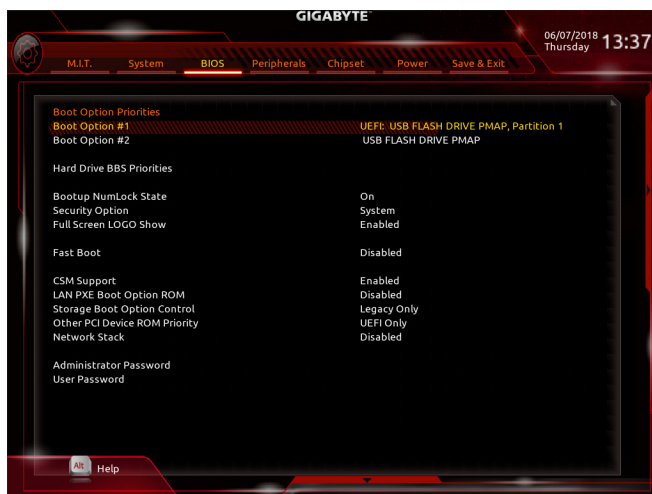 GIGABYTE
06/07/2018 13:37
Thursday
M.I.T. System BIOS Peripherals Chipset Power Save & Exit
Boot Option Priorities
Boot Option #1 UEFI: USB FLASH DRIVE PMAP, Partition 1
Boot Option #2 USB FLASH DRIVE PMAP
Hard Drive BBS Priorities
Bootup NumLock State On
Security Option System
Full Screen LOGO Show Enabled
Fast Boot Disabled
CSM Support Enabled
LAN PXE Boot Option ROM Disabled
Storage Boot Option Control Legacy Only
Other PCI Device ROM Priority UEFI Only
Network Stack Disabled
Administrator Password
User Password
Alt Help